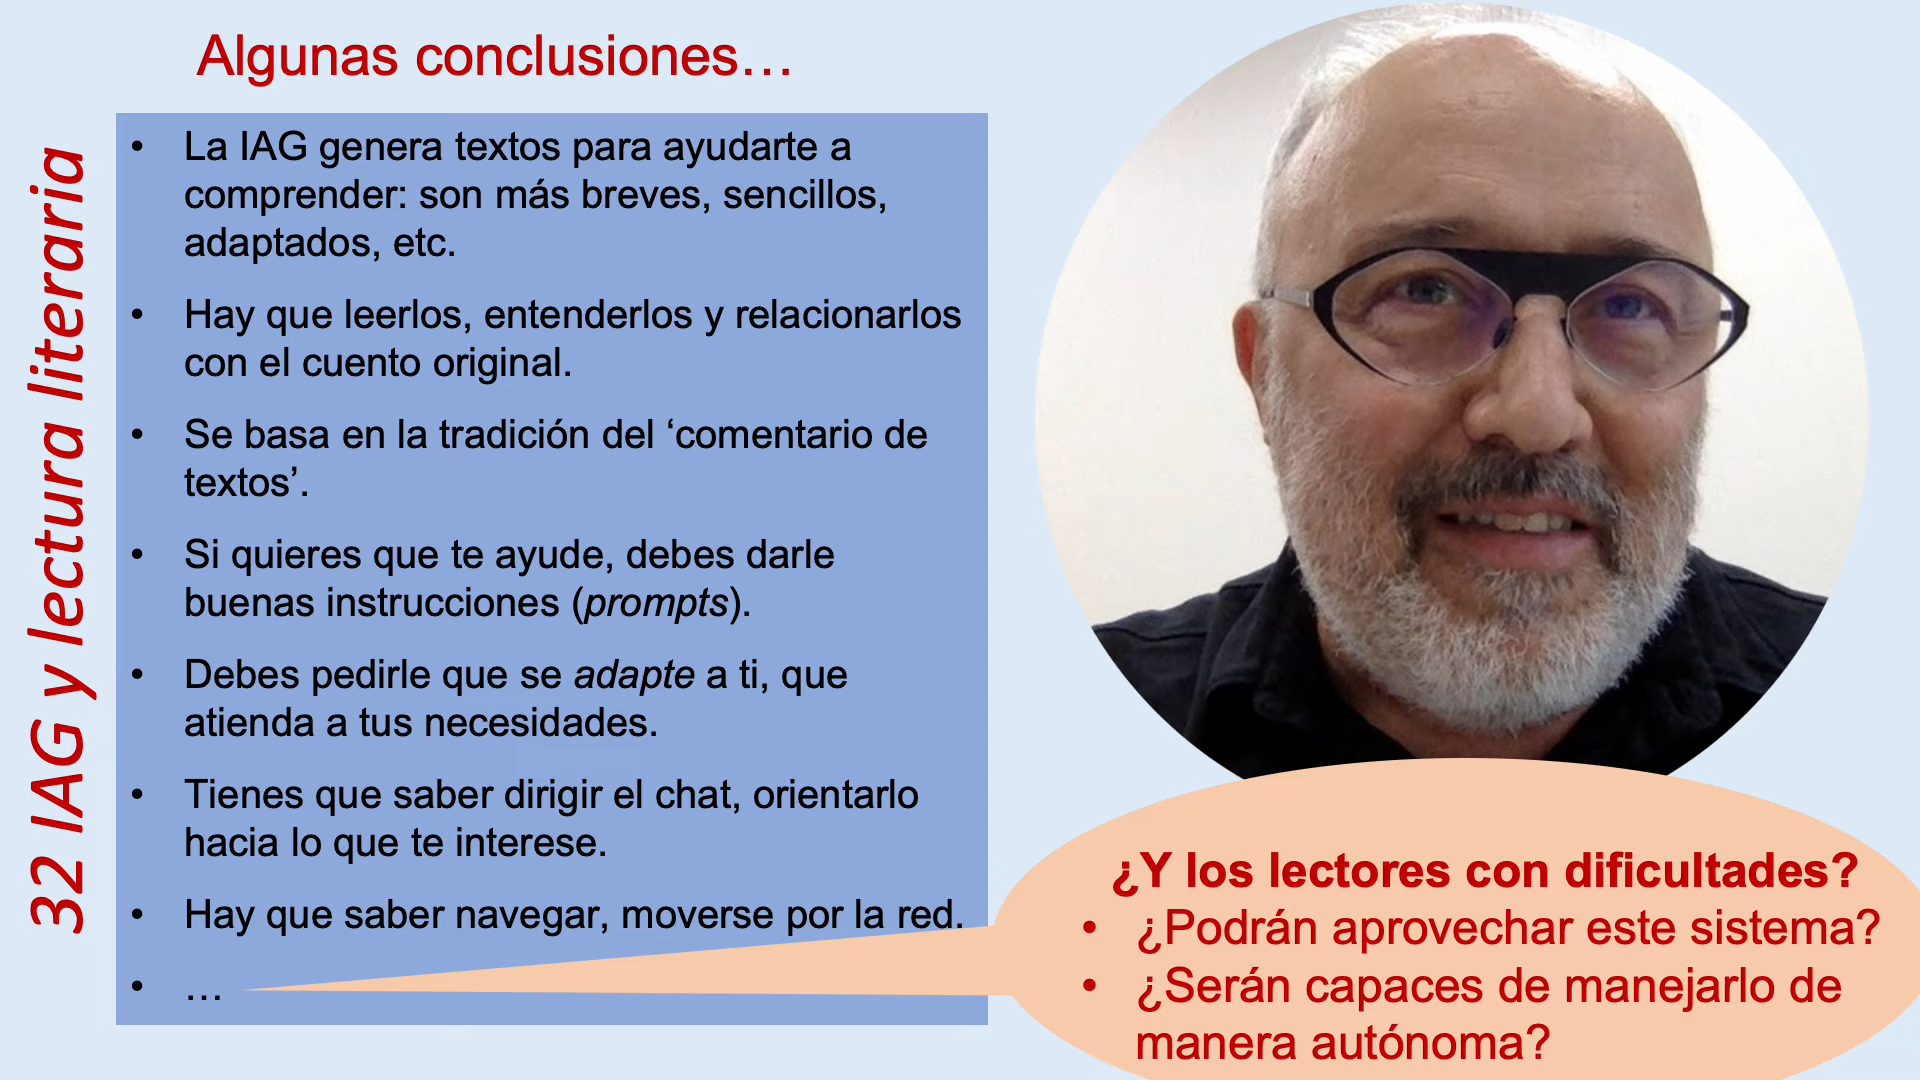 Algunas conclusiones…
32 IAG y lectura literaria
• La IAG genera textos para ayudarte a
comprender: son más breves, sencillos,
adaptados, etc.
• Hay que leerlos, entenderlos y relacionarlos
con el cuento original.
• Se basa en la tradición del ‘comentario de
textos’.
• Si quieres que te ayude, debes darle
buenas instrucciones (prompts).
• Debes pedirle que se adapte a ti, que
atienda a tus necesidades.
• Tienes que saber dirigir el chat, orientarlo
hacia lo que te interese.
• Hay que saber navegar, moverse por la red.
• …
¿Y los lectores con dificultades?
• ¿Podrán aprovechar este sistema?
• ¿Serán capaces de manejarlo de
manera autónoma?